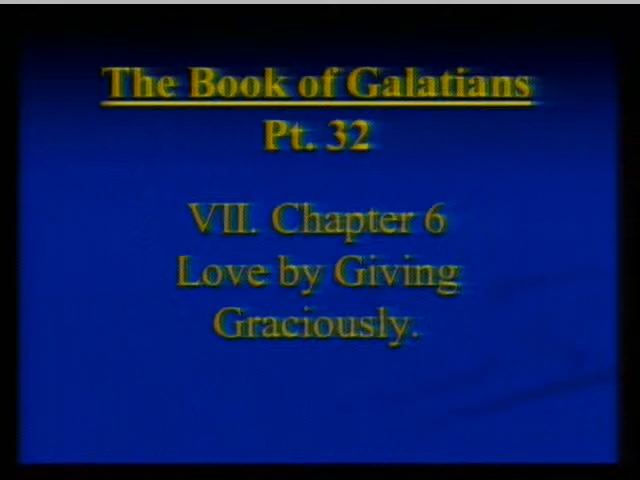 The Book of Galatians
Pt. 32
VII. Chapter 6
Love by Giving
Graciously.